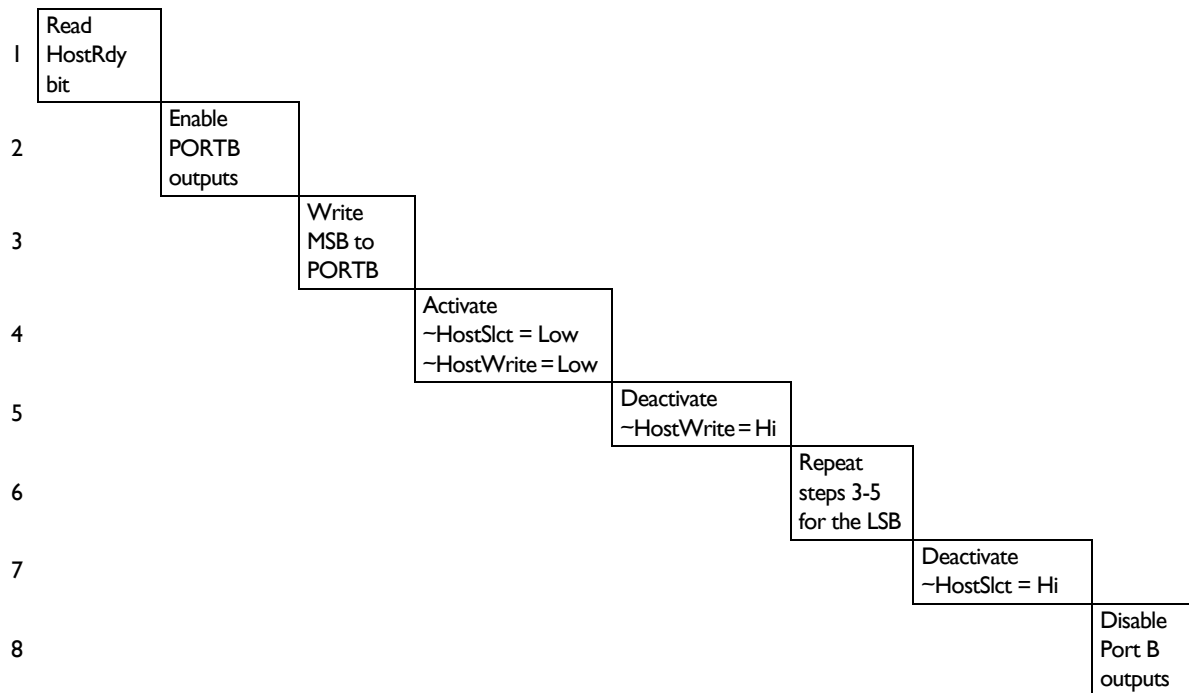 1
Read
HostRdy
bit
2
Enable
PORTB
outputs
3
Write
MSB to
PORTB
4
Activate
~HostSlct = Low
~HostWrite = Low
5
Deactivate
~HostWrite = Hi
6
Repeat
steps 3-5
for the LSB
7
Deactivate
~HostSlct = Hi
8
Disable
Port B
outputs